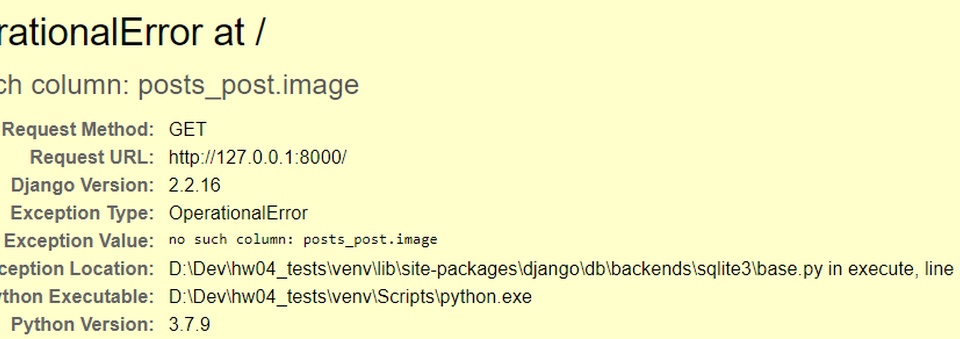 rationalError at /
ch column: posts_post.image
Request Method: GET
Request URL: http://127.0.0.1:8000/
Django Version: 2.2.16
Exception Type: OperationalError
Exception Value: no such column: posts_post.image
ception Location: D:\Dev\hw04_tests\venv\lib\site-packages\django\db\backends\sqlite3\base.py in execute, line
ython Executable: D:\Dev\hw04_tests\venv\Scripts\python.exe
Python Version: 3.7.9